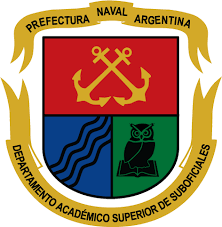 PREFECTURA NAVAL ARGENTINA
DEPARTAMENTO ACADÉMICO SUPERIOR DE SUBOFICIALES